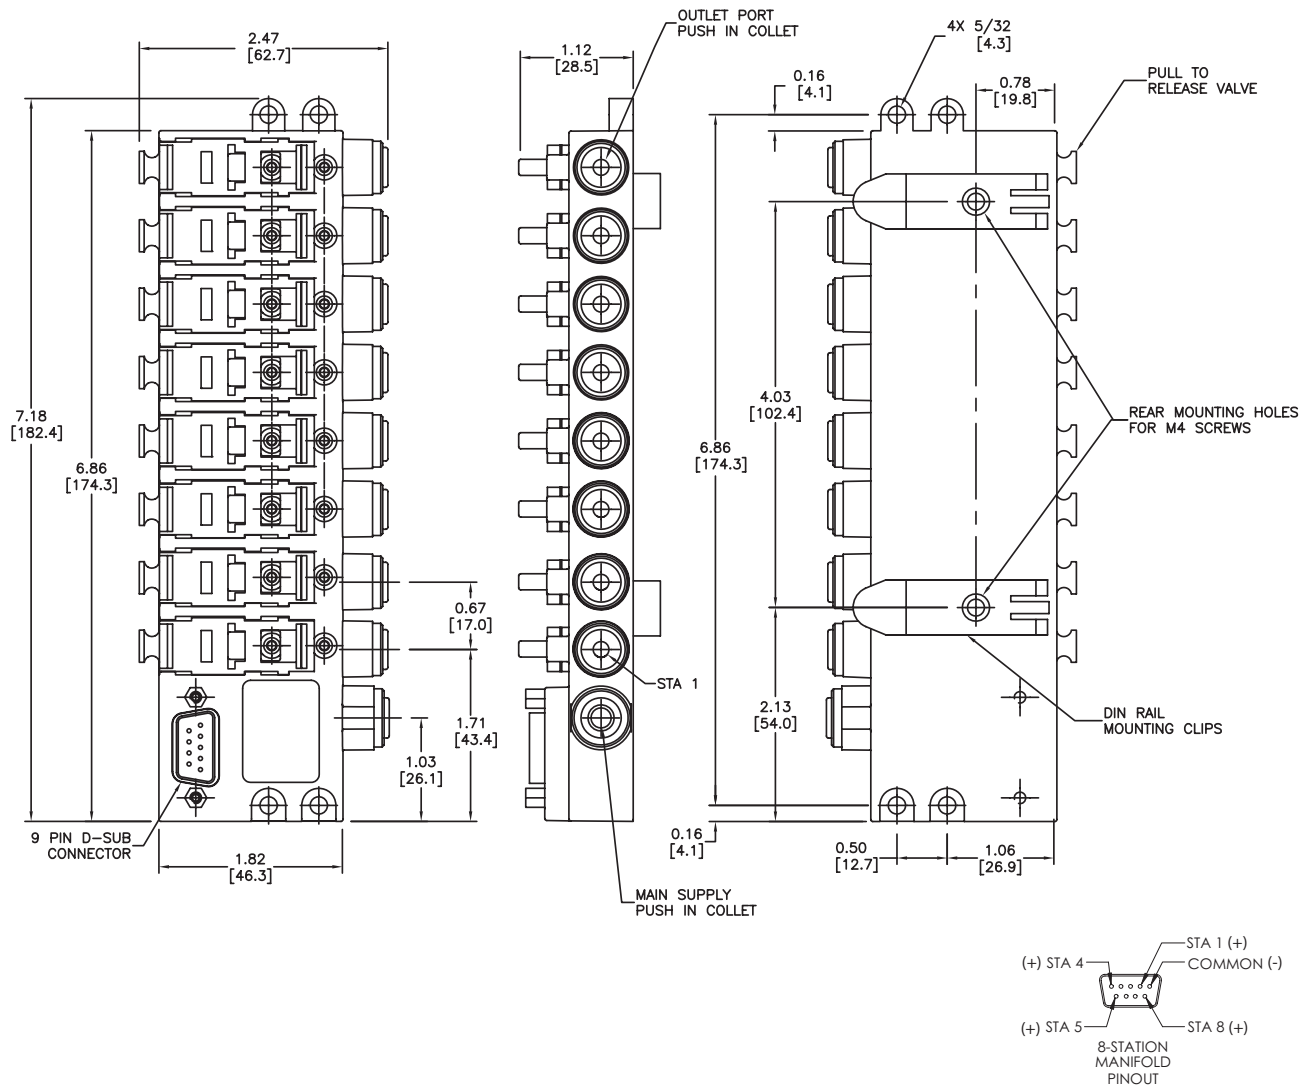 OUTLET PORT
PUSH IN COLLET
4X 5/32
[4.3]
2.47
[62.7]
1.12
[28.5]
0.16
[4.1]
0.78
[19.8]
PULL TO
RELEASE VALVE
7.18
[182.4]
6.86
[174.3]
4.03
[102.4]
6.86
[174.3]
REAR MOUNTING HOLES
FOR M4 SCREWS
0.67
[17.0]
STA 1
1.71
[43.4]
1.03
[26.1]
2.13
[54.0]
DIN RAIL
MOUNTING CLIPS
9 PIN D-SUB
CONNECTOR
1.82
[46.3]
0.16
[4.1]
0.50
[12.7]
1.06
[26.9]
MAIN SUPPLY
PUSH IN COLLET
STA 1 (+)
(+) STA 4
COMMON (-)
(+) STA 5
STA 8 (+)
8-STATION
MANIFOLD
PINOUT